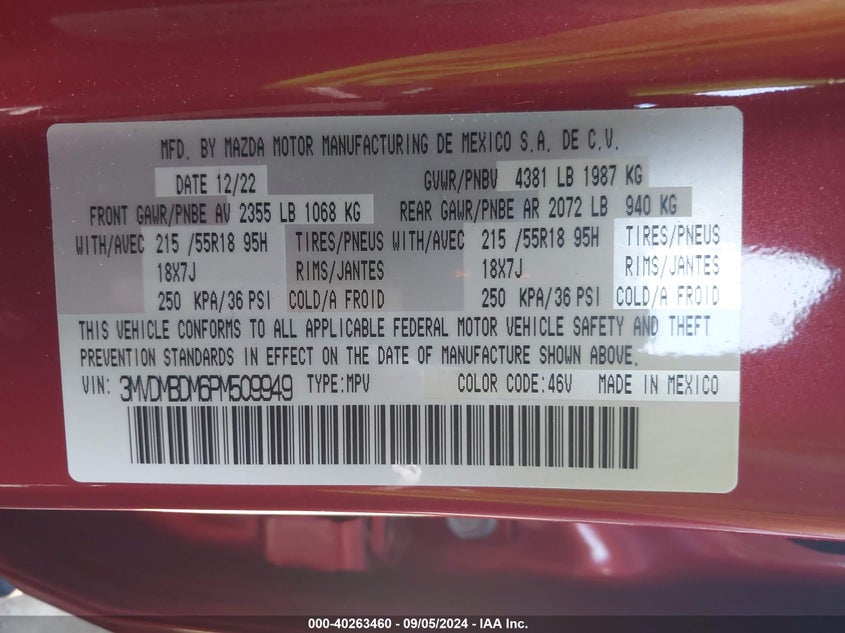 MFD. BY MAZDA MOTOR MANUFACTURING DE MEXICO S.A. DE C.V.
DATE 12/22 GVWR/PNBV 4381 LB 1987 KG
FRONT GAWR/PNBE AV 2355 LB 1068 KG REAR GAWR/PNBE AR 2072 LB 940 KG
WITH/AVEC 215 /55R18 95H TIRES/PNEUS WITH/AVEC 215 /55R18 95H TIRES/PNEUS
18X7J RIMS/JANTES 18X7J RIMS/JANTES
250 KPA/36 PSI COLD/A FROID 250 KPA/36 PSI COLD/A FROID
THIS VEHICLE CONFORMS TO ALL APPLICABLE FEDERAL MOTOR VEHICLE SAFETY AND THEFT
PREVENTION STANDARDS IN EFFECT ON THE DATE OF MANUFACTURE SHOWN ABOVE.
VIN: 3MVDMBDM6PM509949 TYPE:MPV COLOR CODE:46V MADE IN MEXICO
000-40263460 - 09/05/2024 - IAA Inc.